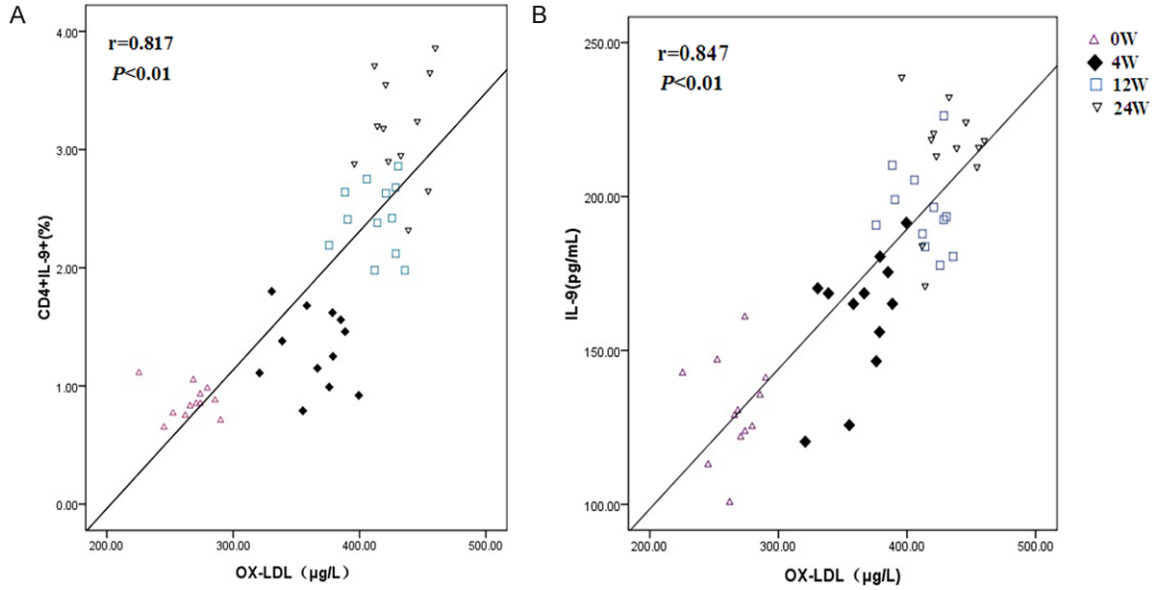 A
r=0.817
P<0.01
4.00
3.00
2.00
1.00
0.00
CD4+IL-9+(%)
200.00 300.00 400.00 500.00
OX-LDL（μg/L）
B
r=0.847
P<0.01
250.00
200.00
150.00
100.00
IL-9(pg/mL)
200.00 300.00 400.00 500.00
OX-LDL（μg/L)
0W
4W
12W
24W